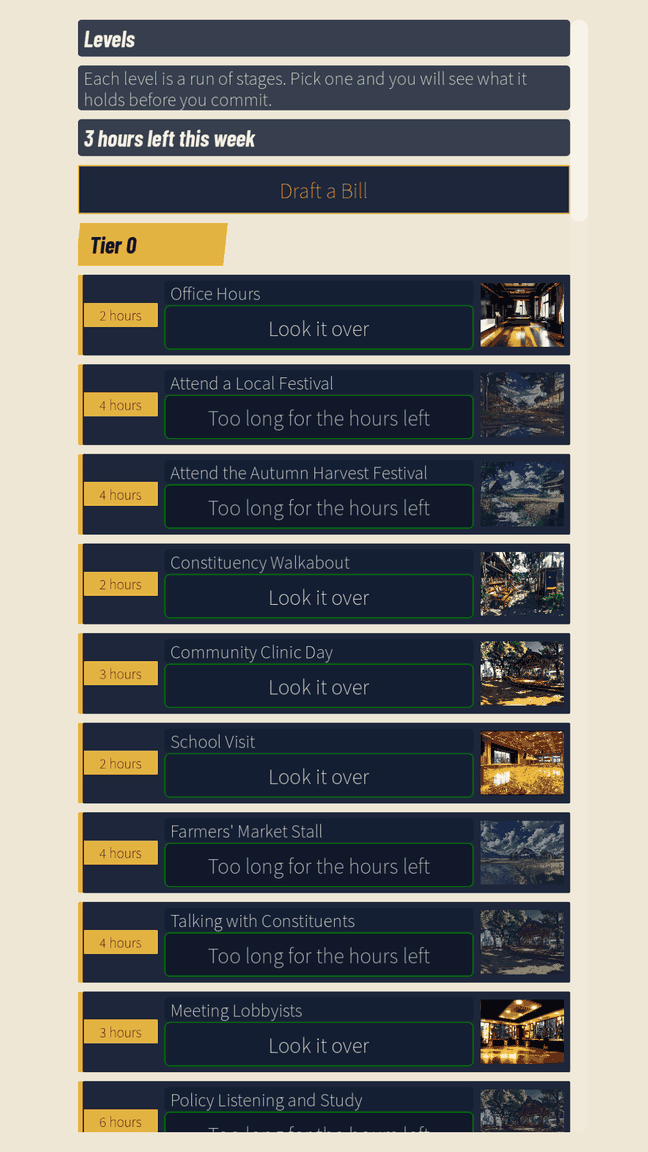 Levels
Each level is a run of stages. Pick one and you will see what it
holds before you commit.
3 hours left this week
Draft a Bill
Tier 0
Office Hours
2 hours
Look it over
Attend a Local Festival
4 hours
Too long for the hours left
Attend the Autumn Harvest Festival
4 hours
Too long for the hours left
Constituency Walkabout
2 hours
Look it over
Community Clinic Day
3 hours
Look it over
School Visit
2 hours
Look it over
Farmers' Market Stall
4 hours
Too long for the hours left
Talking with Constituents
4 hours
Too long for the hours left
Meeting Lobbyists
3 hours
Look it over
Policy Listening and Study
6 hours
Too long for the hours left